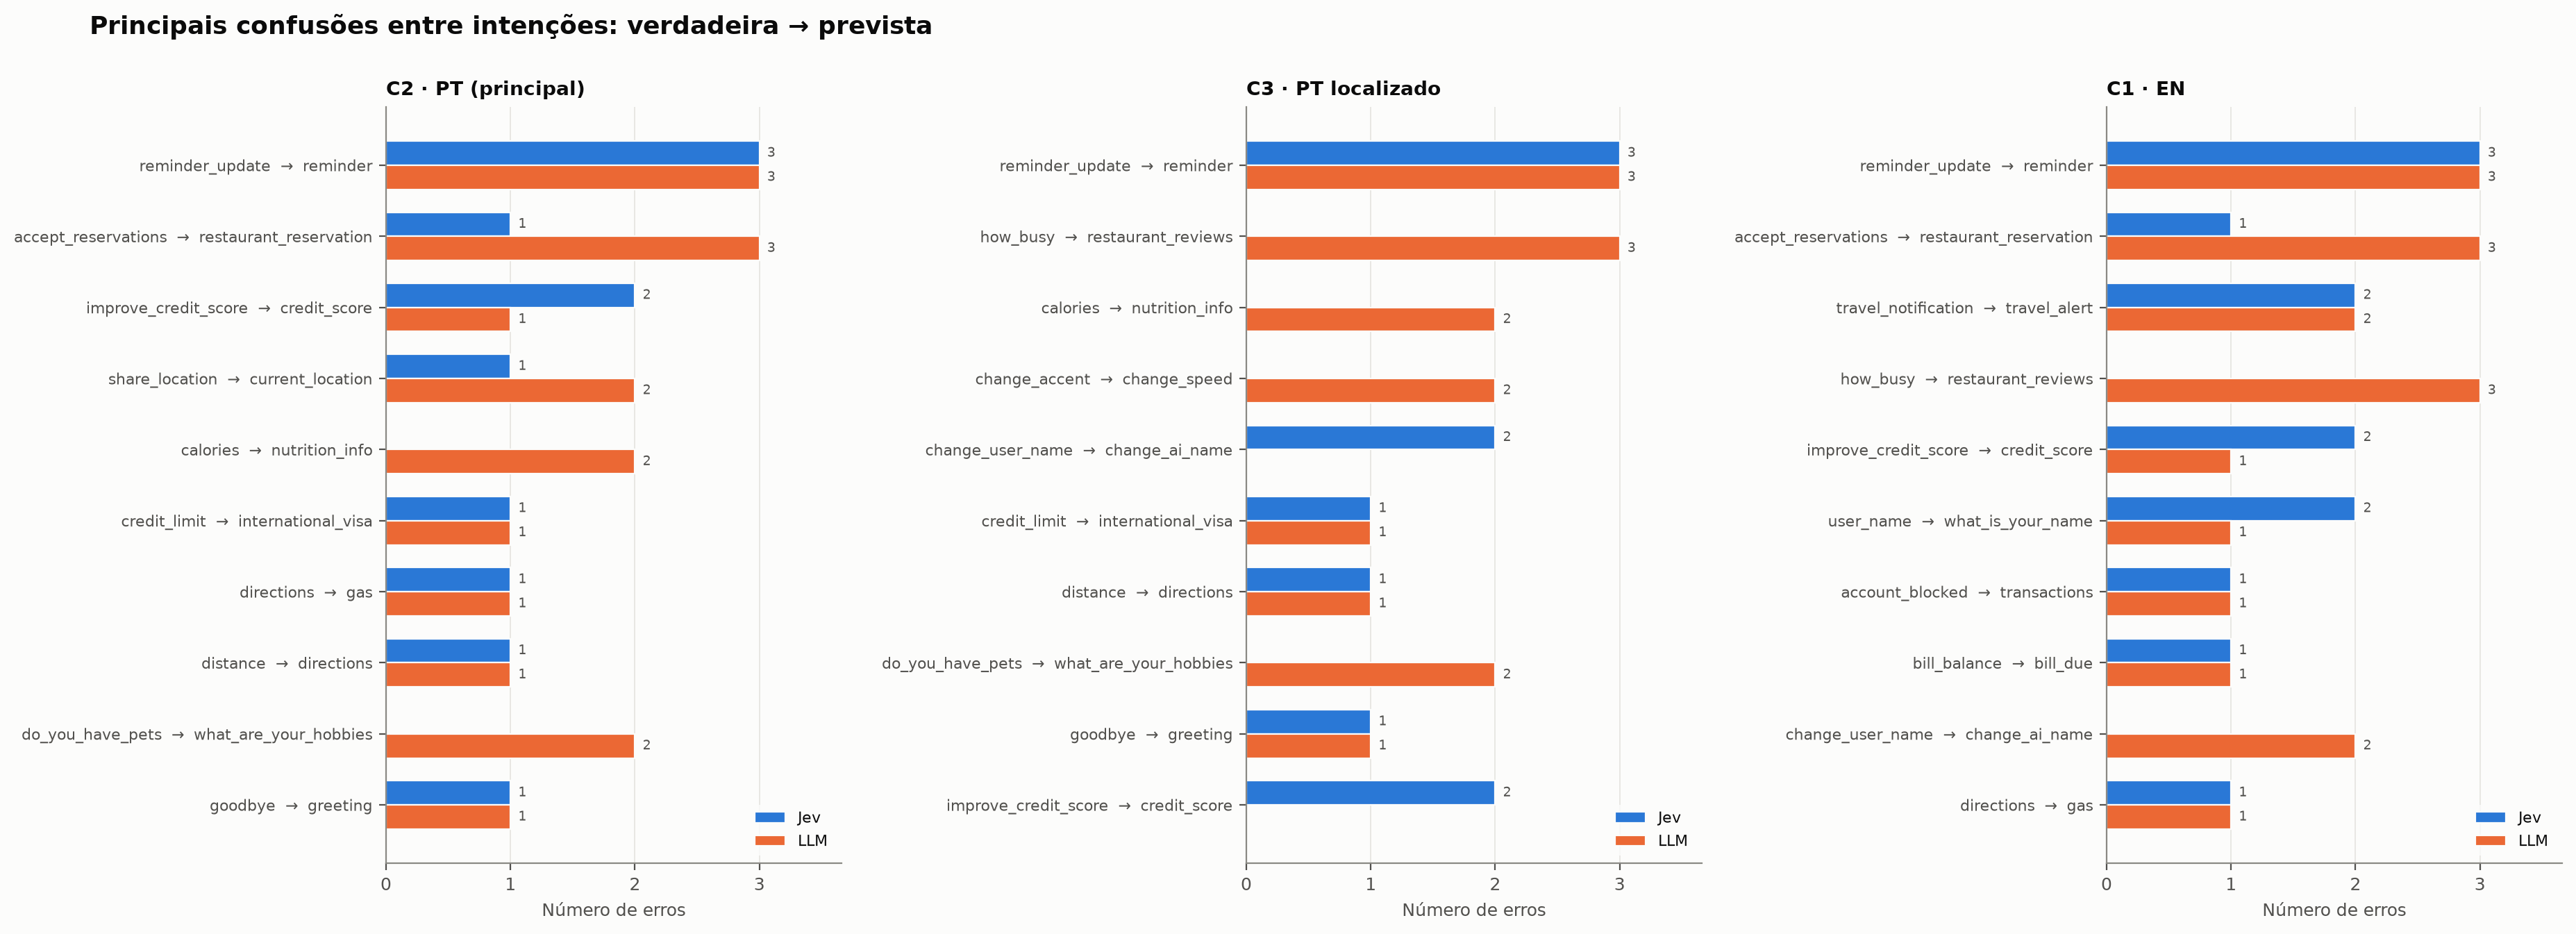 Principais confusões entre intenções: verdadeira → prevista
C2 · PT (principal)
reminder_update → reminder
3
3
accept_reservations → restaurant_reservation
1
3
improve_credit_score → credit_score
2
1
share_location → current_location
1
2
calories → nutrition_info
2
credit_limit → international_visa
1
1
directions → gas
1
1
distance → directions
1
1
do_you_have_pets → what_are_your_hobbies
2
goodbye → greeting
1
1
Jev
LLM
0 1 2 3
Número de erros
C3 · PT localizado
reminder_update → reminder
3
3
how_busy → restaurant_reviews
3
calories → nutrition_info
2
change_accent → change_speed
2
change_user_name → change_ai_name
2
credit_limit → international_visa
1
1
distance → directions
1
1
do_you_have_pets → what_are_your_hobbies
2
goodbye → greeting
1
1
improve_credit_score → credit_score
2
Jev
LLM
0 1 2 3
Número de erros
C1 · EN
reminder_update → reminder
3
3
accept_reservations → restaurant_reservation
1
3
travel_notification → travel_alert
2
2
how_busy → restaurant_reviews
3
improve_credit_score → credit_score
2
1
user_name → what_is_your_name
2
1
account_blocked → transactions
1
1
bill_balance → bill_due
1
1
change_user_name → change_ai_name
2
directions → gas
1
1
Jev
LLM
0 1 2 3
Número de erros